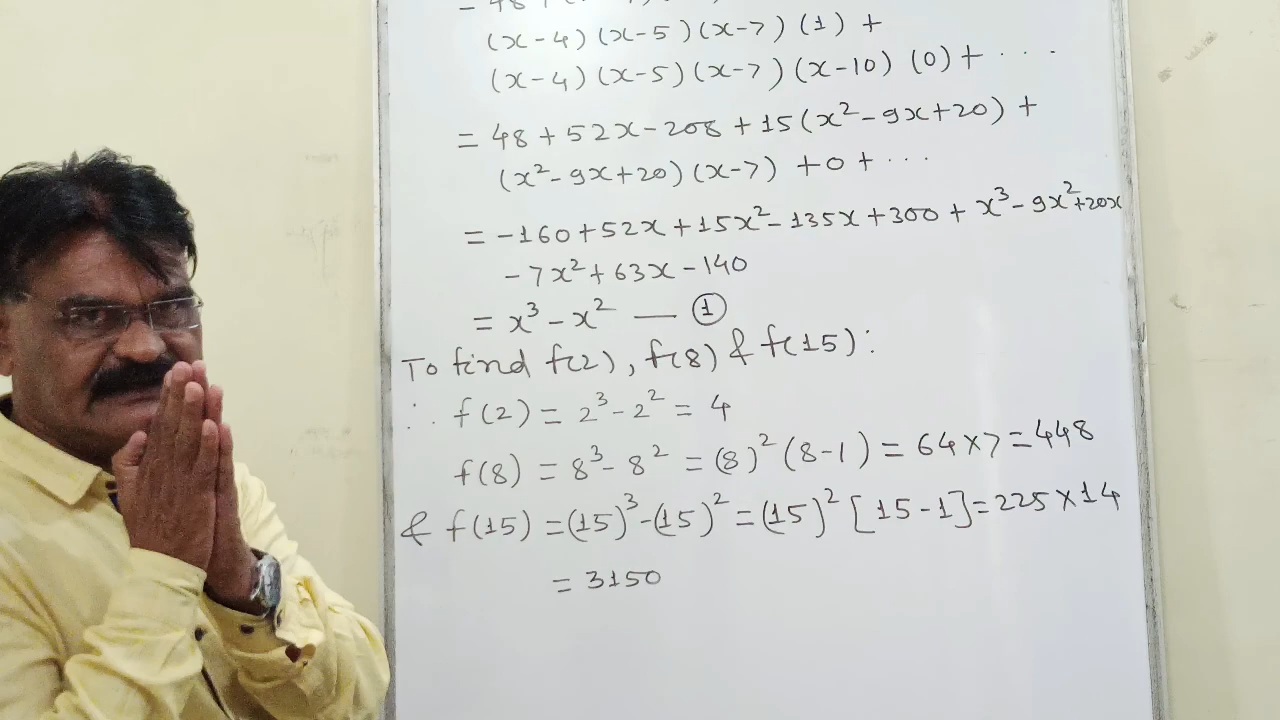 = 48 +
(x-4) (x-5) (x-7) (1) +
(x-4) (x-5) (x-7) (x-10) (0) + ...
= 48 + 52x - 208 + 15(x² - 9x + 20) +
(x² - 9x + 20) (x-7) + 0 + ...
= -160 + 52x + 15x² - 135x + 300 + x³ - 9x² + 20x
- 7x² + 63x - 140
= x³ - x² — ①
To find f(2), f(8) & f(15) :
∴ f(2) = 2³ - 2² = 4
f(8) = 8³ - 8² = (8)² (8-1) = 64 × 7 = 448
& f(15) = (15)³ - (15)² = (15)² [15-1] = 225 × 14
= 3150